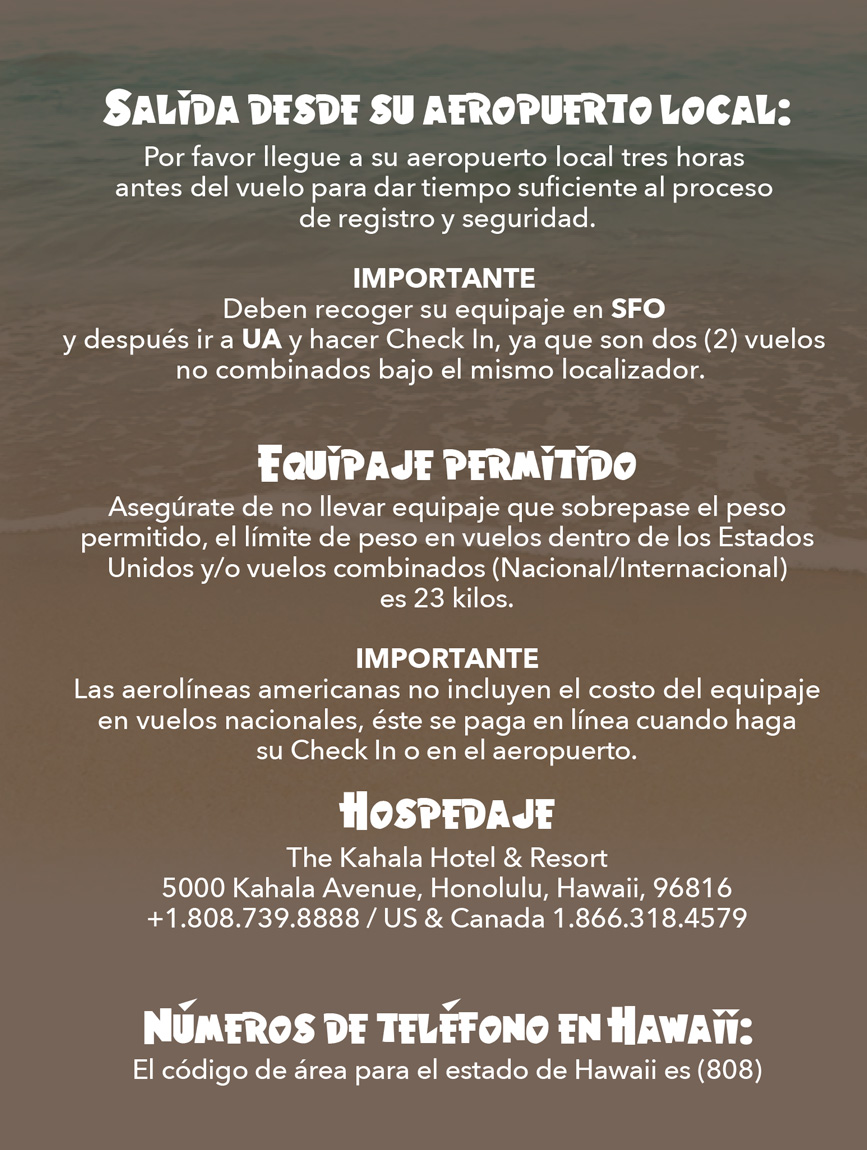 SALIDA DESDE SU AEROPUERTO LOCAL:
Por favor llegue a su aeropuerto local tres horas
antes del vuelo para dar tiempo suficiente al proceso
de registro y seguridad.
IMPORTANTE
Deben recoger su equipaje en SFO
y después ir a UA y hacer Check In, ya que son dos (2) vuelos
no combinados bajo el mismo localizador.
EQUIPAJE PERMITIDO
Asegúrate de no llevar equipaje que sobrepase el peso
permitido, el límite de peso en vuelos dentro de los Estados
Unidos y/o vuelos combinados (Nacional/Internacional)
es 23 kilos.
IMPORTANTE
Las aerolíneas americanas no incluyen el costo del equipaje
en vuelos nacionales, éste se paga en línea cuando haga
su Check In o en el aeropuerto.
HOSPEDAJE
The Kahala Hotel & Resort
5000 Kahala Avenue, Honolulu, Hawaii, 96816
+1.808.739.8888 / US & Canada 1.866.318.4579
NÚMEROS DE TELÉFONO EN HAWAII:
El código de área para el estado de Hawaii es (808)